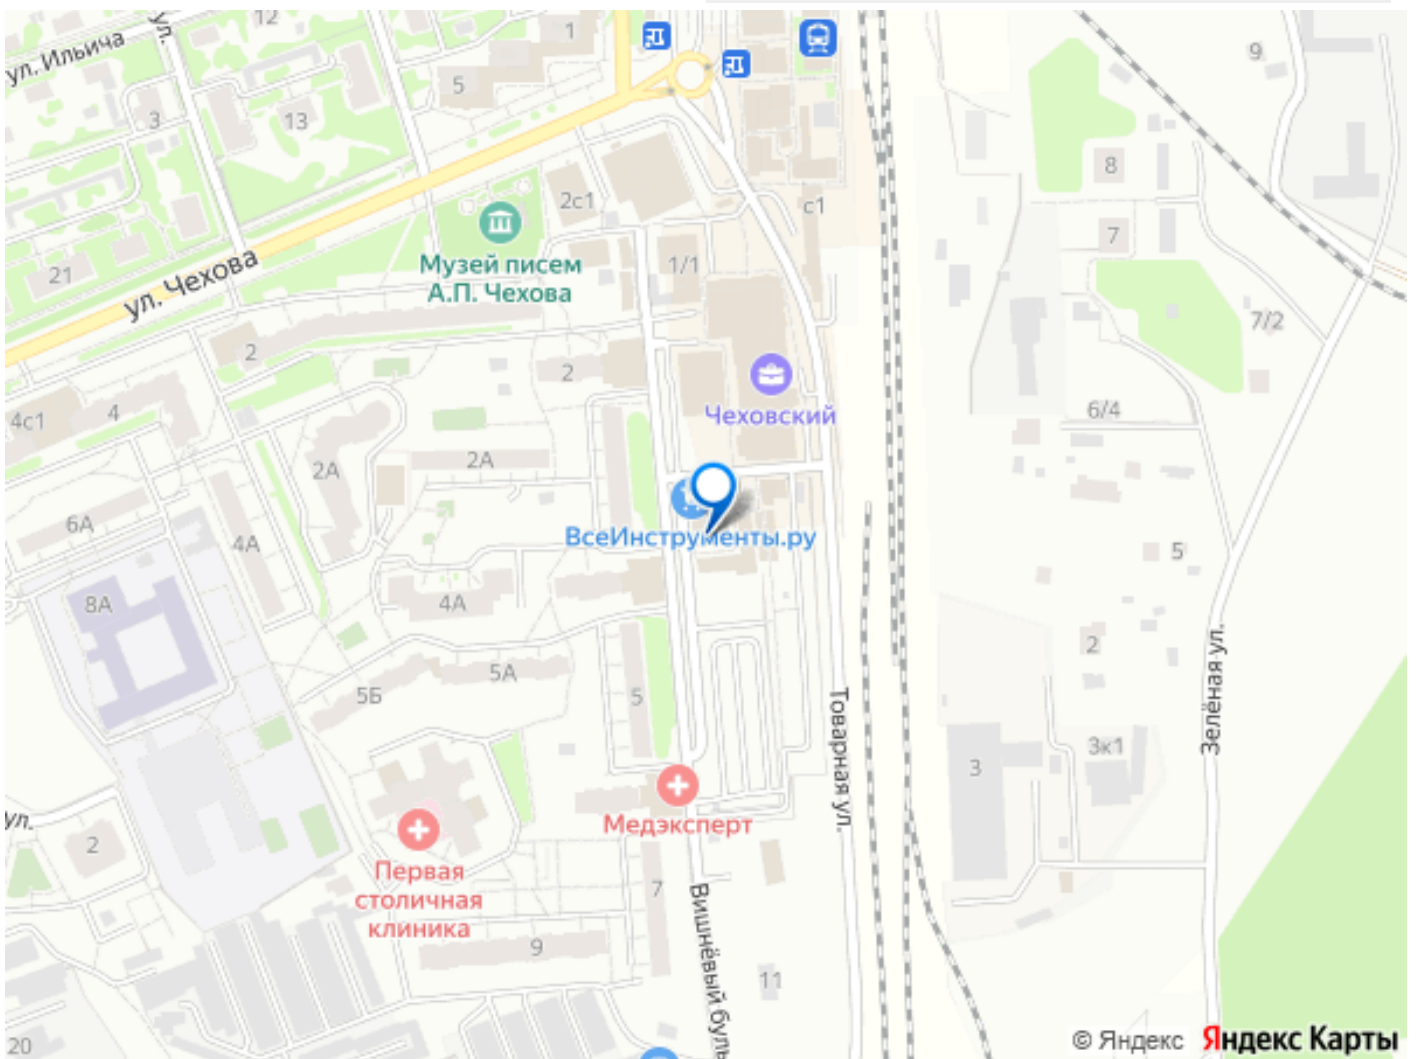 12
ул.
1
ул. Ильича
9
5
3
13
8
2с1
с1
7
21
Музей писем
А.П. Чехова
1/1
ул. Чехова
7/2
2
2
4с1
4
Чеховский
6/4
2А
2А
6А
4А
ВсеИнструменты.ру
5
8А
4А
2
5А
5Б
5
Товарная ул.
Зелёная ул.
3
3к1
ул.
2
Медэксперт
Первая
столичная
клиника
7
9
Вишнёвый буль
11
20
© Яндекс
Яндекс Карты